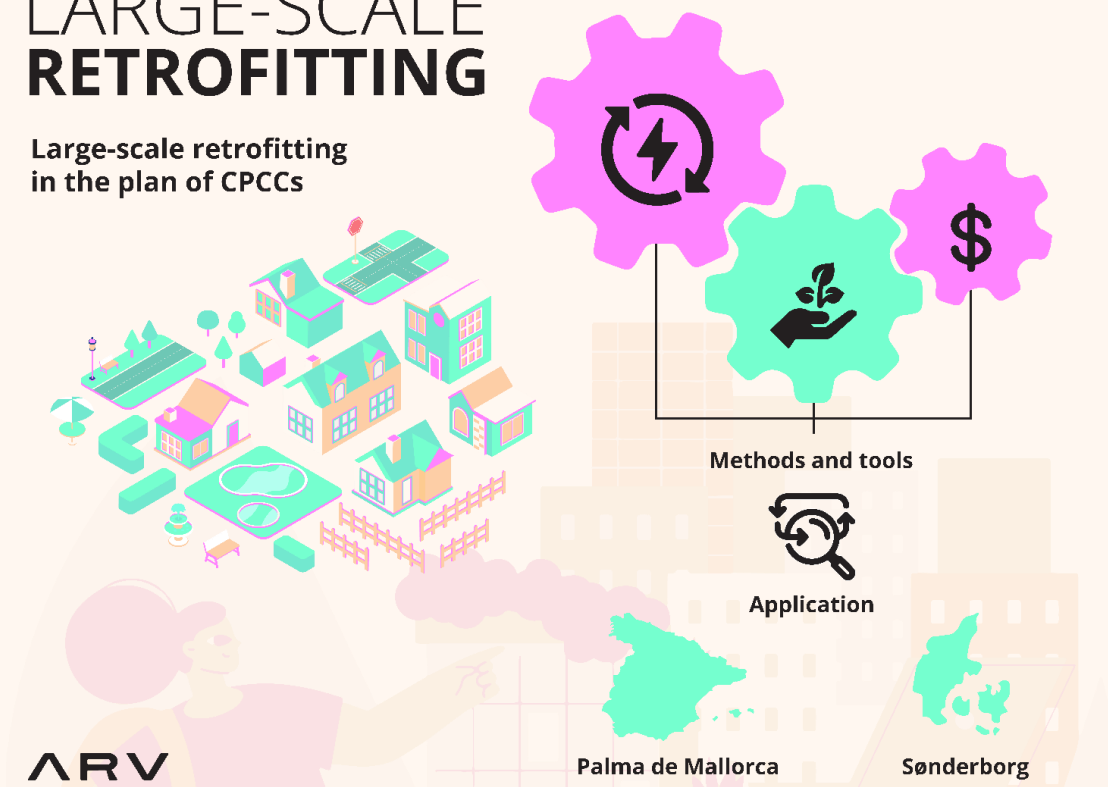 LARGE-SCALE
RETROFITTING
Large-scale retrofitting
in the plan of CPCCs
$
Methods and tools
Application
Palma de Mallorca
Sønderborg
ARV